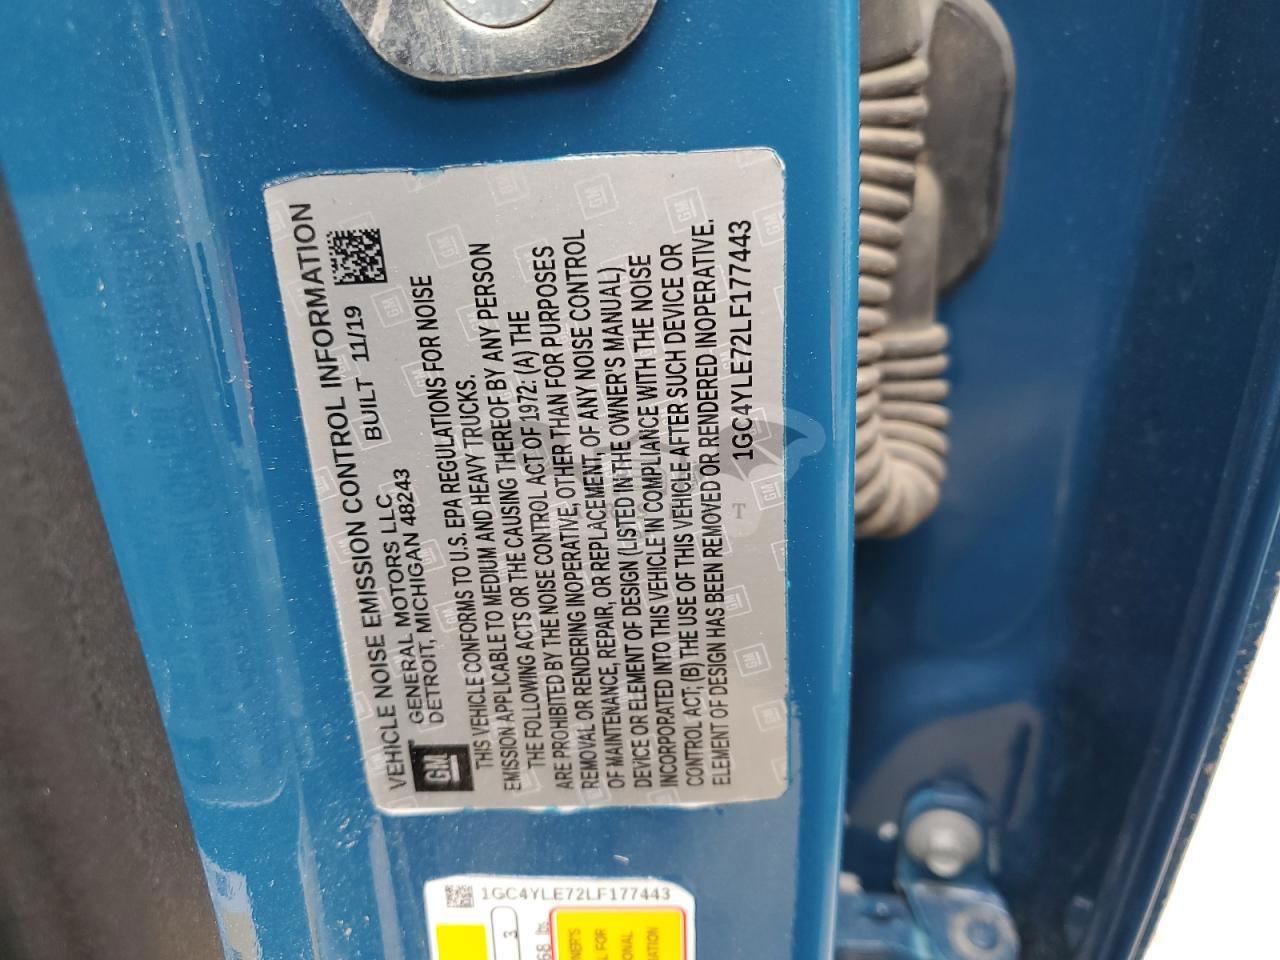 VEHICLE NOISE EMISSION CONTROL INFORMATION
GENERAL MOTORS LLC
DETROIT, MICHIGAN 48243
BUILT 11/19
GM
THIS VEHICLE CONFORMS TO U.S. EPA REGULATIONS FOR NOISE
EMISSION APPLICABLE TO MEDIUM AND HEAVY TRUCKS.
THE FOLLOWING ACTS OR THE CAUSING THEREOF BY ANY PERSON
ARE PROHIBITED BY THE NOISE CONTROL ACT OF 1972: (A) THE
REMOVAL OR RENDERING INOPERATIVE, OTHER THAN FOR PURPOSES
OF MAINTENANCE, REPAIR, OR REPLACEMENT, OF ANY NOISE CONTROL
DEVICE OR ELEMENT OF DESIGN (LISTED IN THE OWNER'S MANUAL)
INCORPORATED INTO THIS VEHICLE IN COMPLIANCE WITH THE NOISE
CONTROL ACT, (B) THE USE OF THIS VEHICLE AFTER SUCH DEVICE OR
ELEMENT OF DESIGN HAS BEEN REMOVED OR RENDERED INOPERATIVE.
1GC4YLE72LF177443
1GC4YLE72LF177443
3
68 lbs.